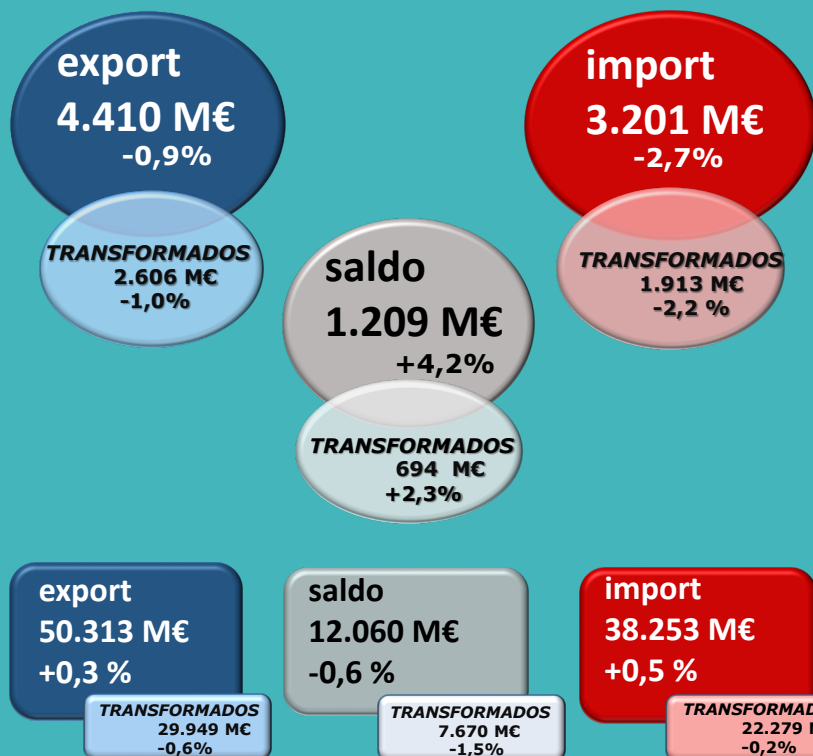 export
4.410 M€
-0,9%
TRANSFORMADOS
2.606 M€
-1,0%
import
3.201 M€
-2,7%
TRANSFORMADOS
1.913 M€
-2,2 %
saldo
1.209 M€
+4,2%
TRANSFORMADOS
694 M€
+2,3%
export
50.313 M€
+0,3 %
TRANSFORMADOS
29.949 M€
-0,6%
saldo
12.060 M€
-0,6 %
TRANSFORMADOS
7.670 M€
-1,5%
import
38.253 M€
+0,5 %
TRANSFORMAD
22.279
-0,2%